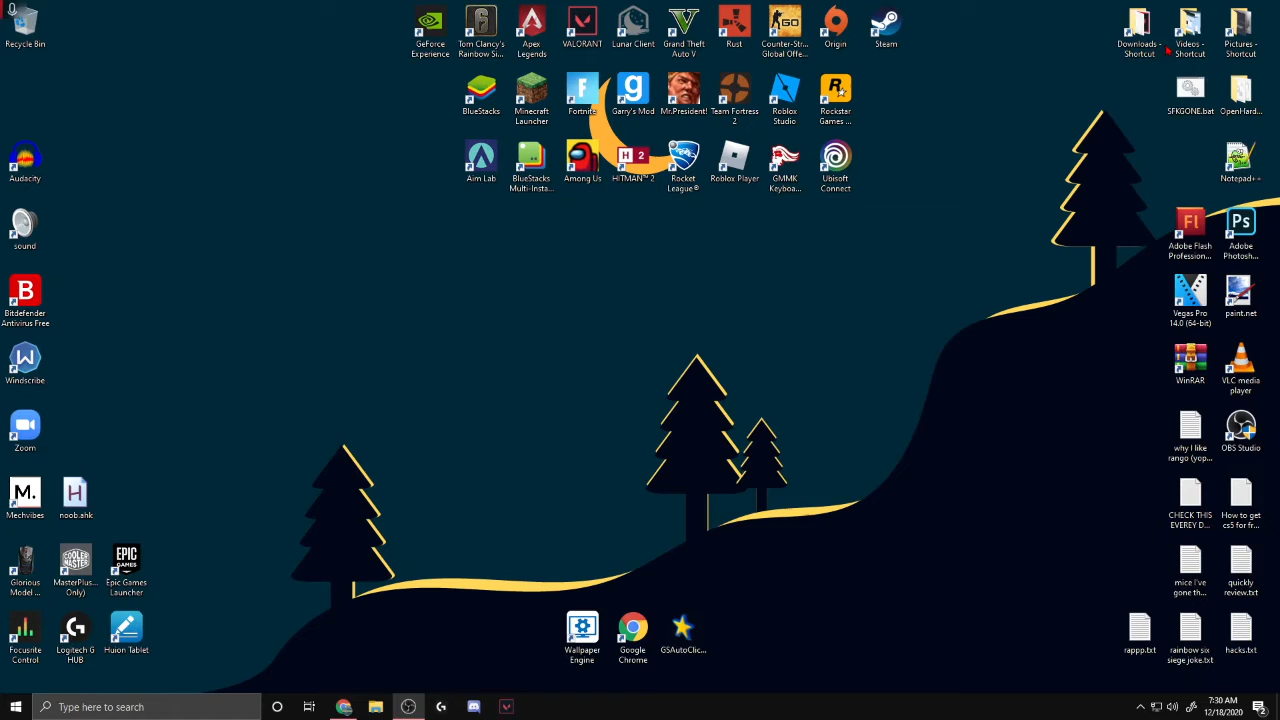 Recycle Bin
GeForce
Experience
Tom Clancy's
Rainbow Si...
Apex
Legends
VALORANT
Lunar Client
Grand Theft
Auto V
Rust
Counter-Str...
Global Offe...
Origin
Steam
Downloads -
Shortcut
Videos -
Shortcut
Pictures -
Shortcut
BlueStacks
Minecraft
Launcher
Fortnite
Garry's Mod
Mr.President!
Team Fortress
2
Roblox
Studio
Rockstar
Games ...
SFKGONE.bat
OpenHard...
Audacity
Aim Lab
BlueStacks
Multi-Insta...
Among Us
HITMAN™ 2
Rocket
League®
Roblox Player
GMMK
Keyboa...
Ubisoft
Connect
Notepad++
sound
Adobe Flash
Profession...
Adobe
Photosh...
Bitdefender
Antivirus Free
Vegas Pro
14.0 (64-bit)
paint.net
Windscribe
WinRAR
VLC media
player
Zoom
why I like
rango (yop...
OBS Studio
Mechvibes
noob.ahk
CHECK THIS
EVEREY D...
How to get
cs5 for fr...
Glorious
Model ...
MasterPlus...
Only)
Epic Games
Launcher
mice I've
gone th...
quickly
review.txt
Focusrite
Control
Logitech G
HUB
Huion Tablet
Wallpaper
Engine
Google
Chrome
GSAutoClic...
rappp.txt
rainbow six
siege joke.txt
hacks.txt
Type here to search
7:30 AM
12/18/2020
2